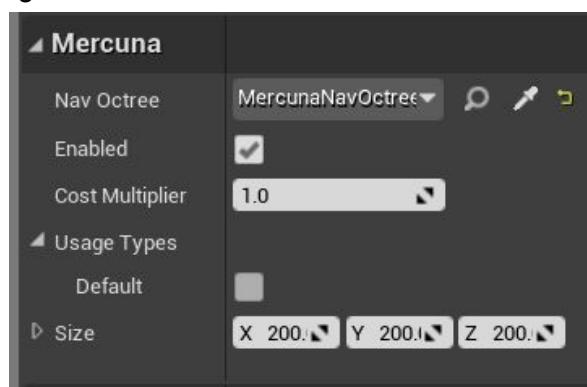 Mercuna
Nav Octree MercunaNavOctree
Enabled
Cost Multiplier 1.0
Usage Types
Default
Size X 200. Y 200. Z 200.